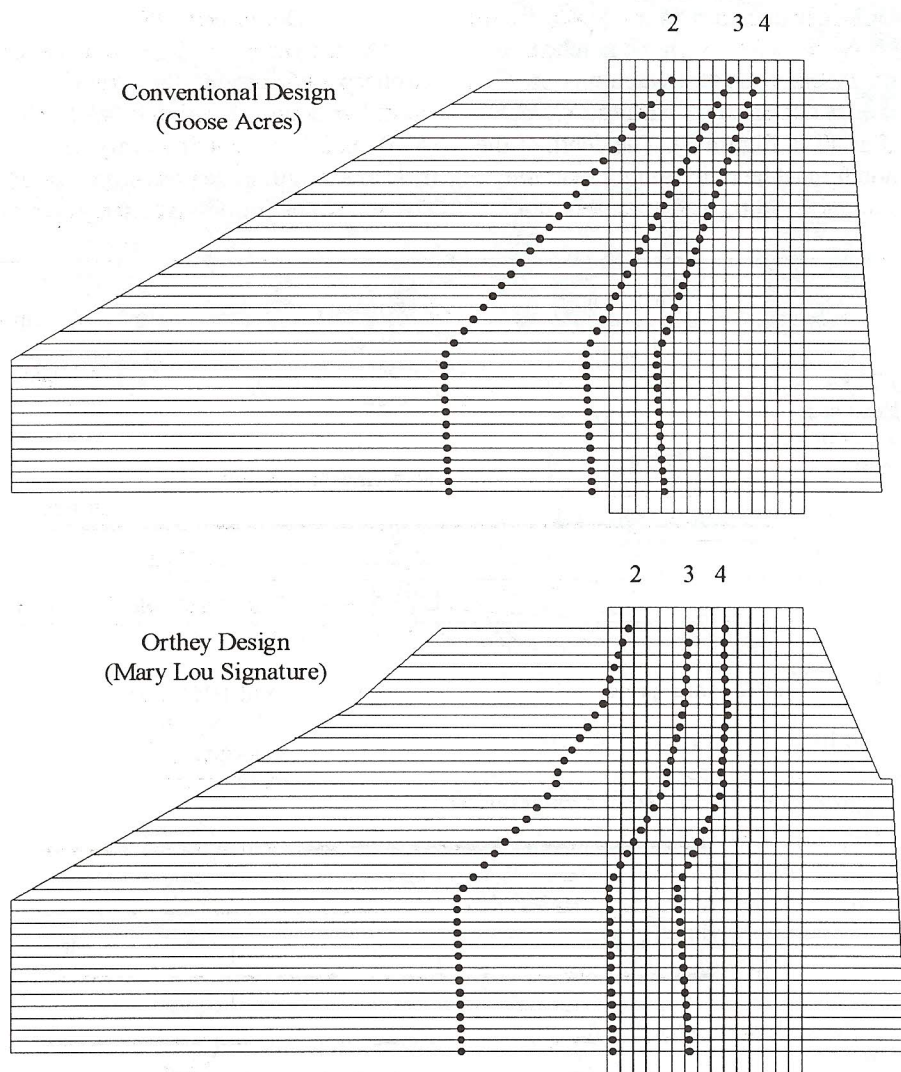 2 3 4
Conventional Design
(Goose Acres)
2 3 4
Orthey Design
(Mary Lou Signature)